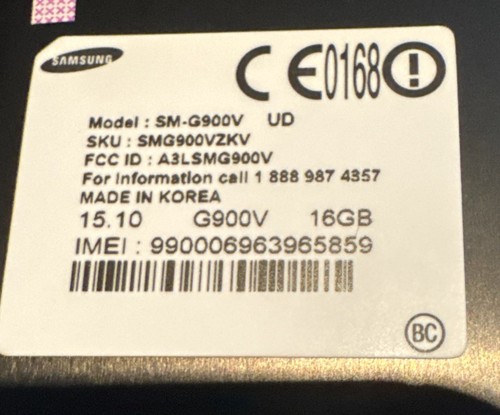 SAMSUNG
CE0168
Model : SM-G900V UD
SKU : SMG900VZKV
FCC ID : A3LSMG900V
For Information call 1 888 987 4357
MADE IN KOREA
15.10 G900V 16GB
IMEI : 990006963965859
BC